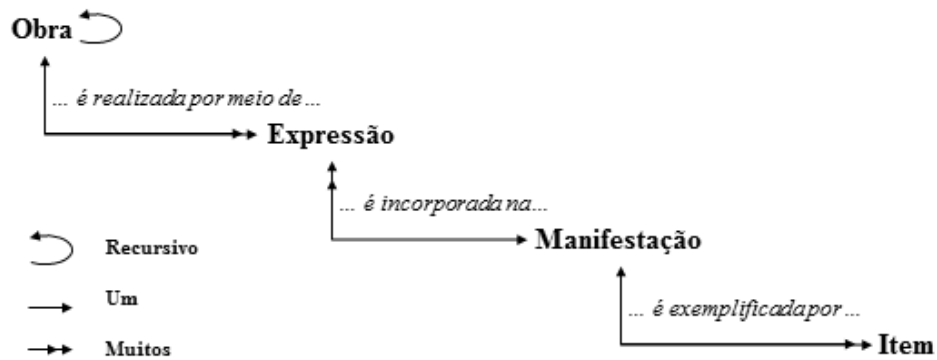 Obra
... é realizada por meio de...
Expressão
... é incorporada na...
Manifestação
Recursivo
Um
... é exemplificada por...
Muitos
Item